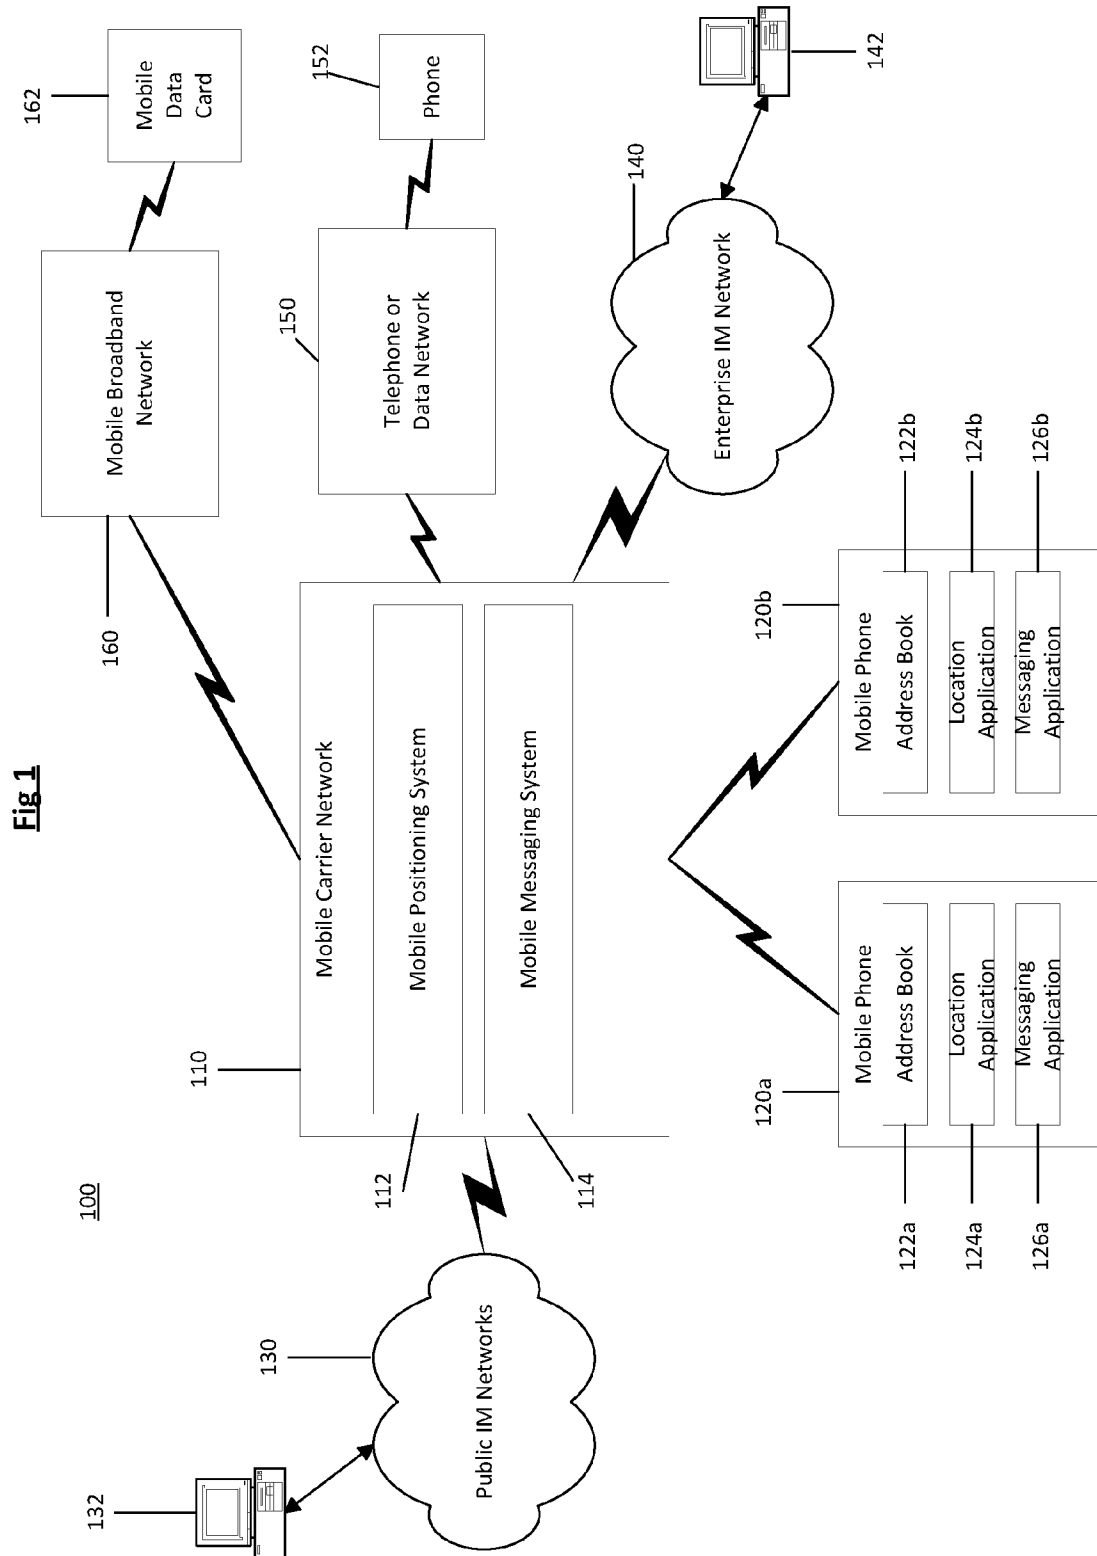 Fig 1
100
160
Mobile Broadband
Network
162
Mobile
Data
Card
150
Telephone or
Data Network
152
Phone
110
Mobile Carrier Network
112
Mobile Positioning System
114
Mobile Messaging System
132
130
Public IM Networks
140
Enterprise IM Network
142
120a
Mobile Phone
122a
Address Book
124a
Location
Application
126a
Messaging
Application
120b
Mobile Phone
122b
Address Book
124b
Location
Application
126b
Messaging
Application